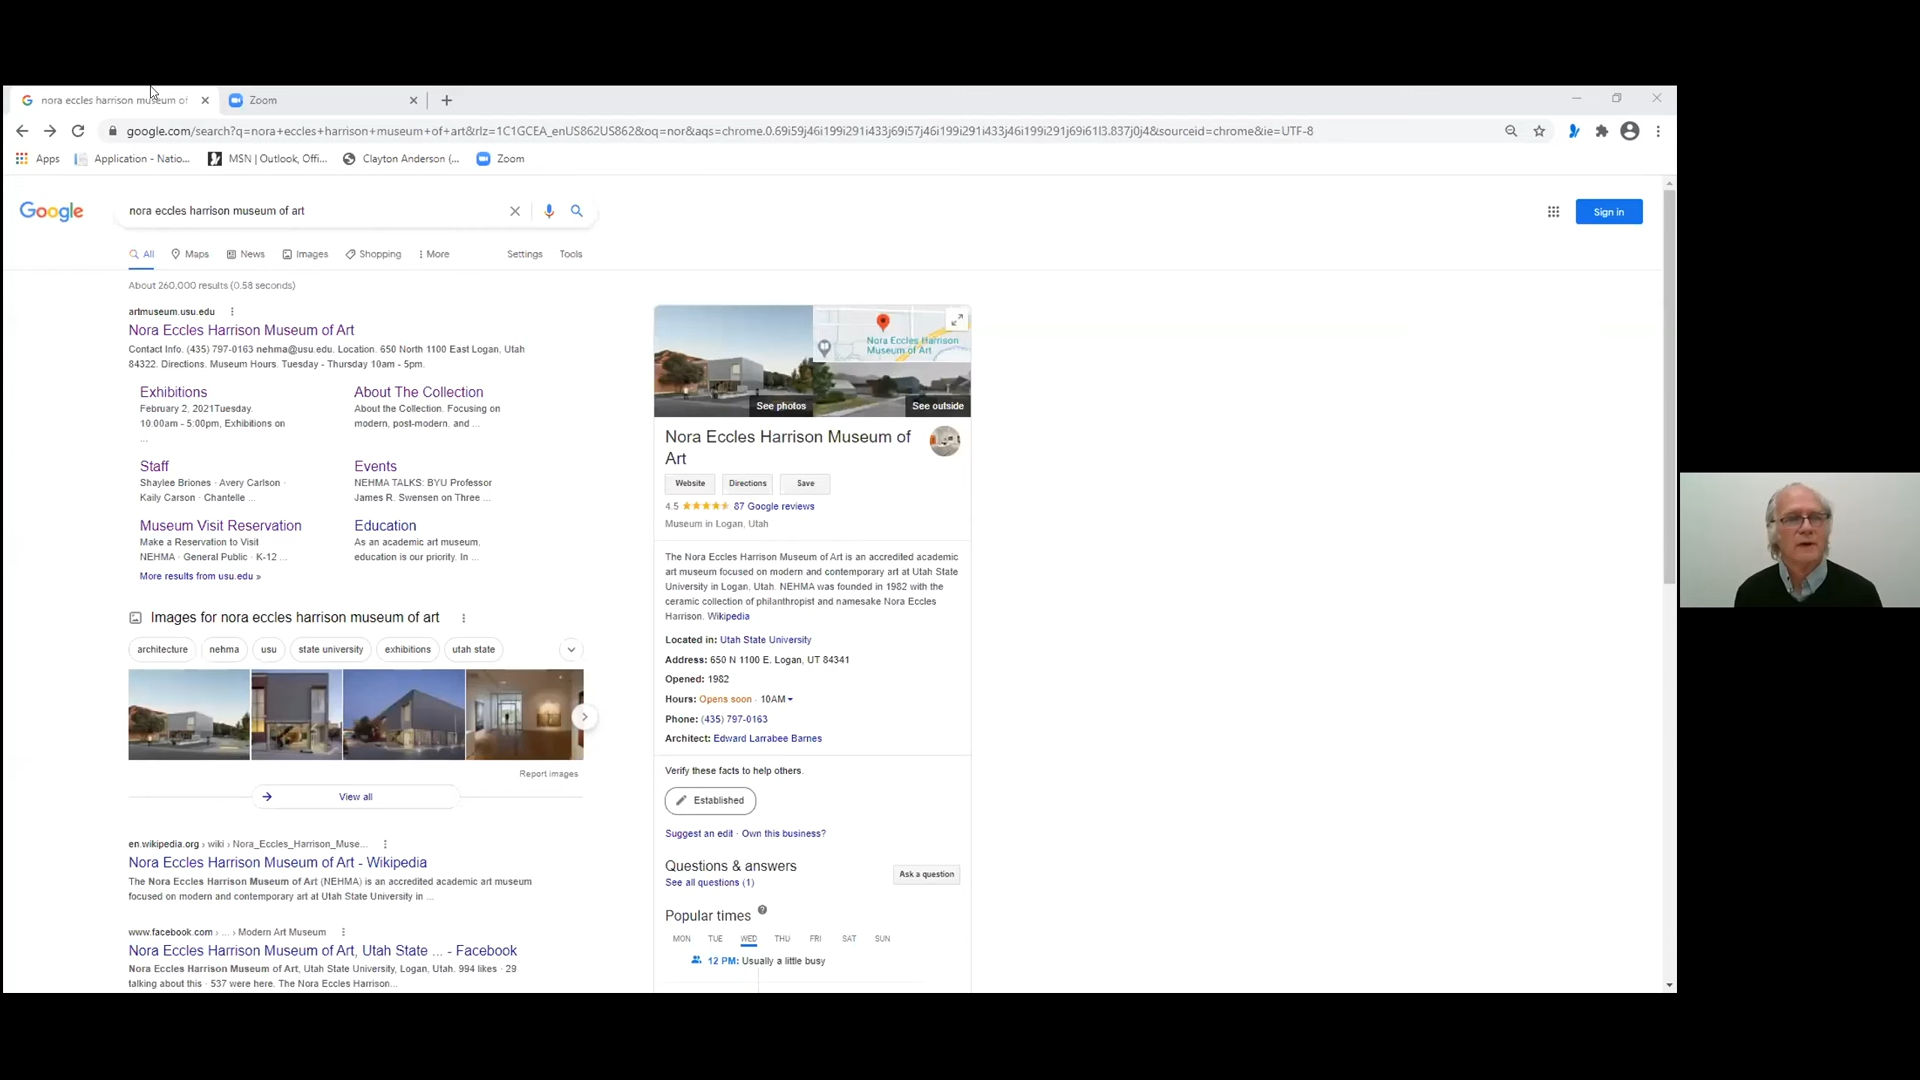 nora eccles harrison museum of
Zoom
google.com/search?q=nora+eccles+harrison+museum+of+art&rlz=1C1GCEA_enUS862US862&oq=nor&aqs=chrome.0.69i59j46i199i291i433j69i57j46i199i291i433j46i199i291j69i61l3.837j0j4&sourceid=chrome&ie=UTF-8
Apps
Application - Natio...
MSN | Outlook, Offi...
Clayton Anderson (...
Zoom
Google
nora eccles harrison museum of art
Sign in
All
Maps
News
Images
Shopping
More
Settings
Tools
About 260,000 results (0.58 seconds)
artmuseum.usu.edu
Nora Eccles Harrison Museum of Art
Contact Info. (435) 797-0163 nehma@usu.edu. Location. 650 North 1100 East Logan, Utah
84322. Directions. Museum Hours. Tuesday - Thursday 10am - 5pm.
Exhibitions
February 2, 2021Tuesday.
10:00am - 5:00pm, Exhibitions on
...
About The Collection
About the Collection. Focusing on
modern, post-modern, and ...
Staff
Shaylee Briones · Avery Carlson ·
Kaily Carson · Chantelle ...
Events
NEHMA TALKS: BYU Professor
James R. Swensen on Three ...
Museum Visit Reservation
Make a Reservation to Visit
NEHMA · General Public · K-12 ...
Education
As an academic art museum,
education is our priority. In ...
More results from usu.edu »
Images for nora eccles harrison museum of art
architecture
nehma
usu
state university
exhibitions
utah state
Report images
View all
en.wikipedia.org › wiki › Nora_Eccles_Harrison_Muse...
Nora Eccles Harrison Museum of Art - Wikipedia
The Nora Eccles Harrison Museum of Art (NEHMA) is an accredited academic art museum
focused on modern and contemporary art at Utah State University in ...
www.facebook.com › ... › Modern Art Museum
Nora Eccles Harrison Museum of Art, Utah State ... - Facebook
Nora Eccles Harrison Museum of Art, Utah State University, Logan, Utah. 994 likes · 29
talking about this · 537 were here. The Nora Eccles Harrison...
Nora Eccles Harrison
Museum of Art
See photos
See outside
Nora Eccles Harrison Museum of
Art
Website
Directions
Save
4.5
87 Google reviews
Museum in Logan, Utah
The Nora Eccles Harrison Museum of Art is an accredited academic
art museum focused on modern and contemporary art at Utah State
University in Logan, Utah. NEHMA was founded in 1982 with the
ceramic collection of philanthropist and namesake Nora Eccles
Harrison. Wikipedia
Located in: Utah State University
Address: 650 N 1100 E, Logan, UT 84341
Opened: 1982
Hours: Opens soon · 10AM
Phone: (435) 797-0163
Architect: Edward Larrabee Barnes
Verify these facts to help others.
Established
Suggest an edit · Own this business?
Questions & answers
See all questions (1)
Ask a question
Popular times
MON TUE WED THU FRI SAT SUN
12 PM: Usually a little busy